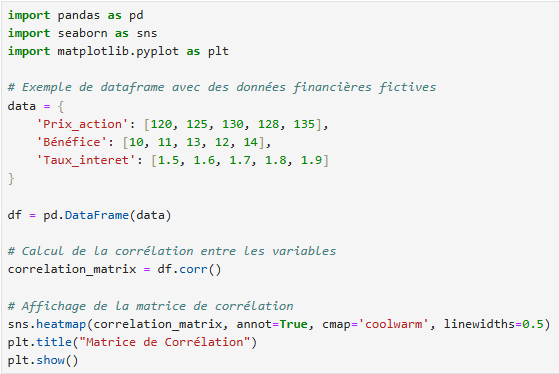 import pandas as pd
import seaborn as sns
import matplotlib.pyplot as plt

# Exemple de dataframe avec des données financières fictives
data = {
    'Prix_action': [120, 125, 130, 128, 135],
    'Bénéfice': [10, 11, 13, 12, 14],
    'Taux_interet': [1.5, 1.6, 1.7, 1.8, 1.9]
}

df = pd.DataFrame(data)

# Calcul de la corrélation entre les variables
correlation_matrix = df.corr()

# Affichage de la matrice de corrélation
sns.heatmap(correlation_matrix, annot=True, cmap='coolwarm', linewidths=0.5)
plt.title("Matrice de Corrélation")
plt.show()